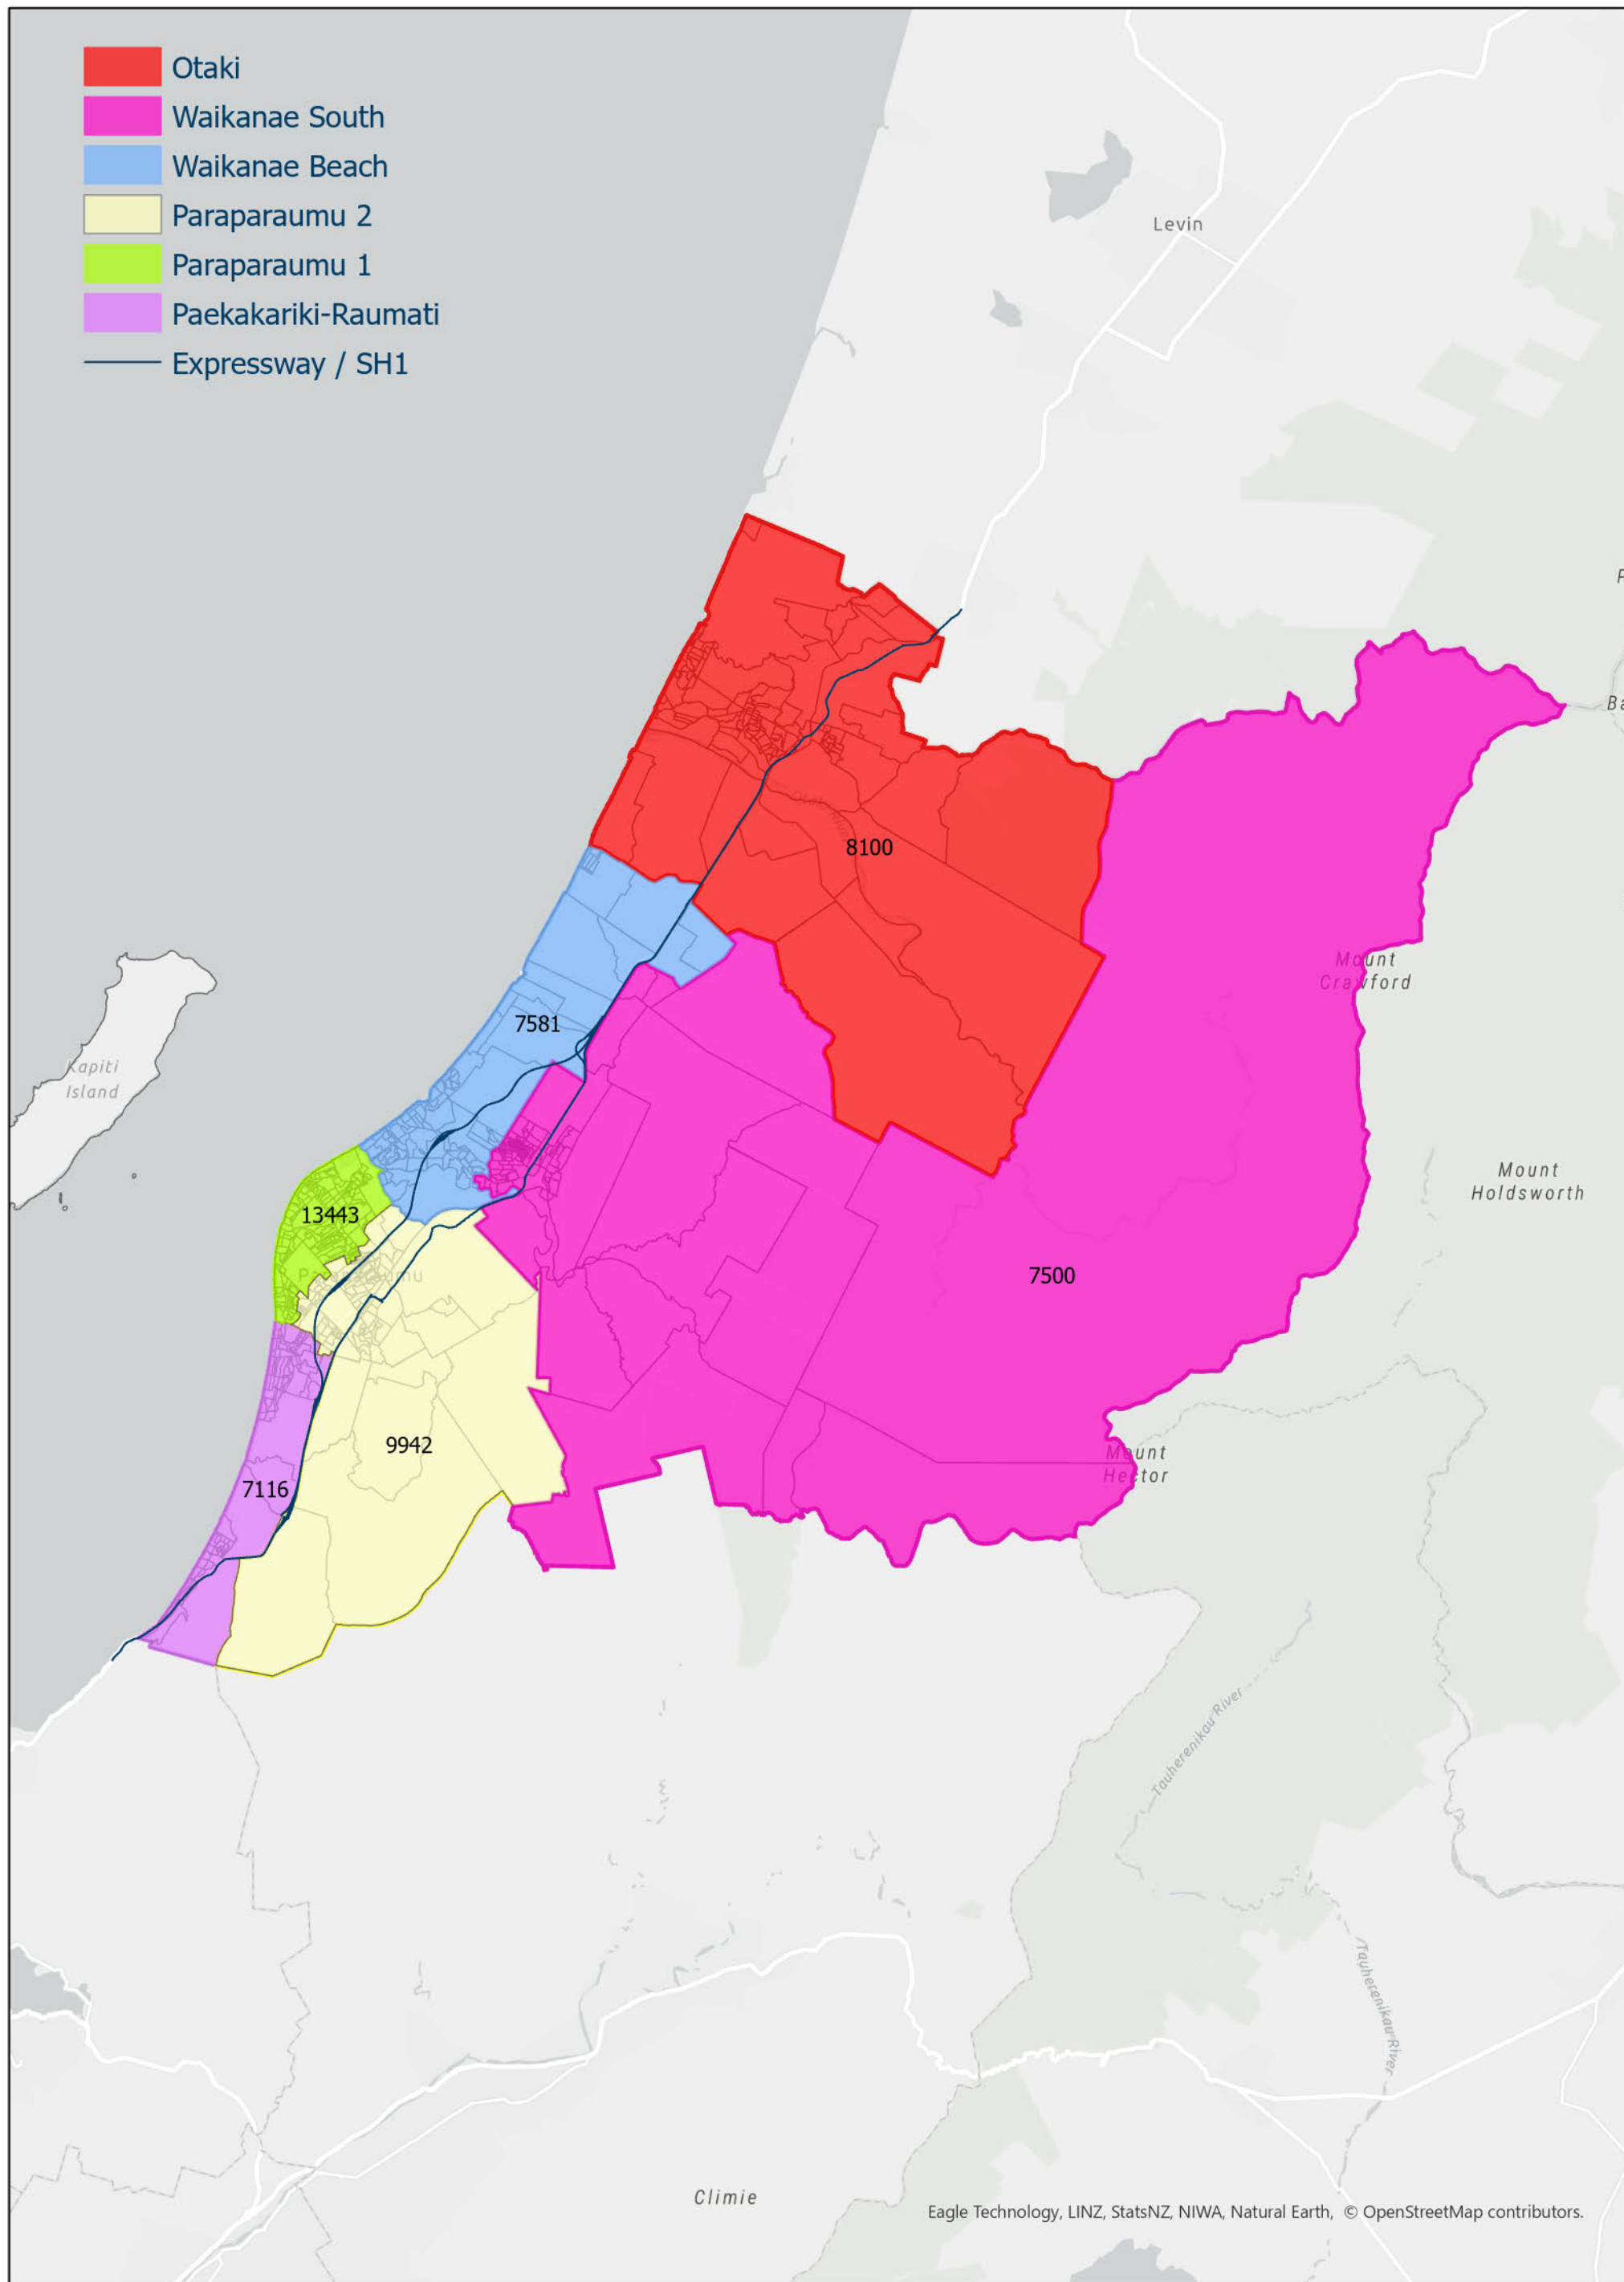 Otaki
Waikanae South
Waikanae Beach
Paraparaumu 2
Paraparaumu 1
Paekakariki-Raumati
Expressway / SH1
Levin
8100
Mount
Crawford
7581
Kapiti
Island
Mount
Holdsworth
13443
7500
9942
Mount
Hector
7116
Tauherenikau River
Tauherenikau River
Climie
Eagle Technology, LINZ, StatsNZ, NIWA, Natural Earth, © OpenStreetMap contributors.